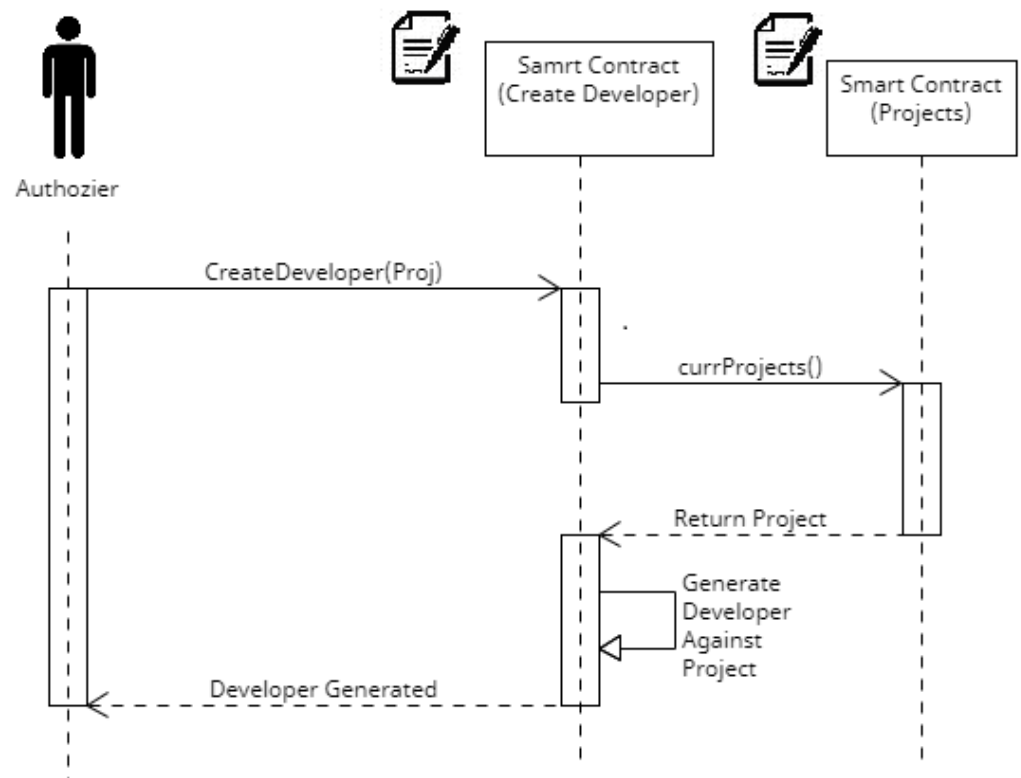 Samrt Contract
(Create Developer)
Smart Contract
(Projects)
Authozier
CreateDeveloper(Proj)
currProjects()
Return Project
Generate
Developer
Against
Project
Developer Generated